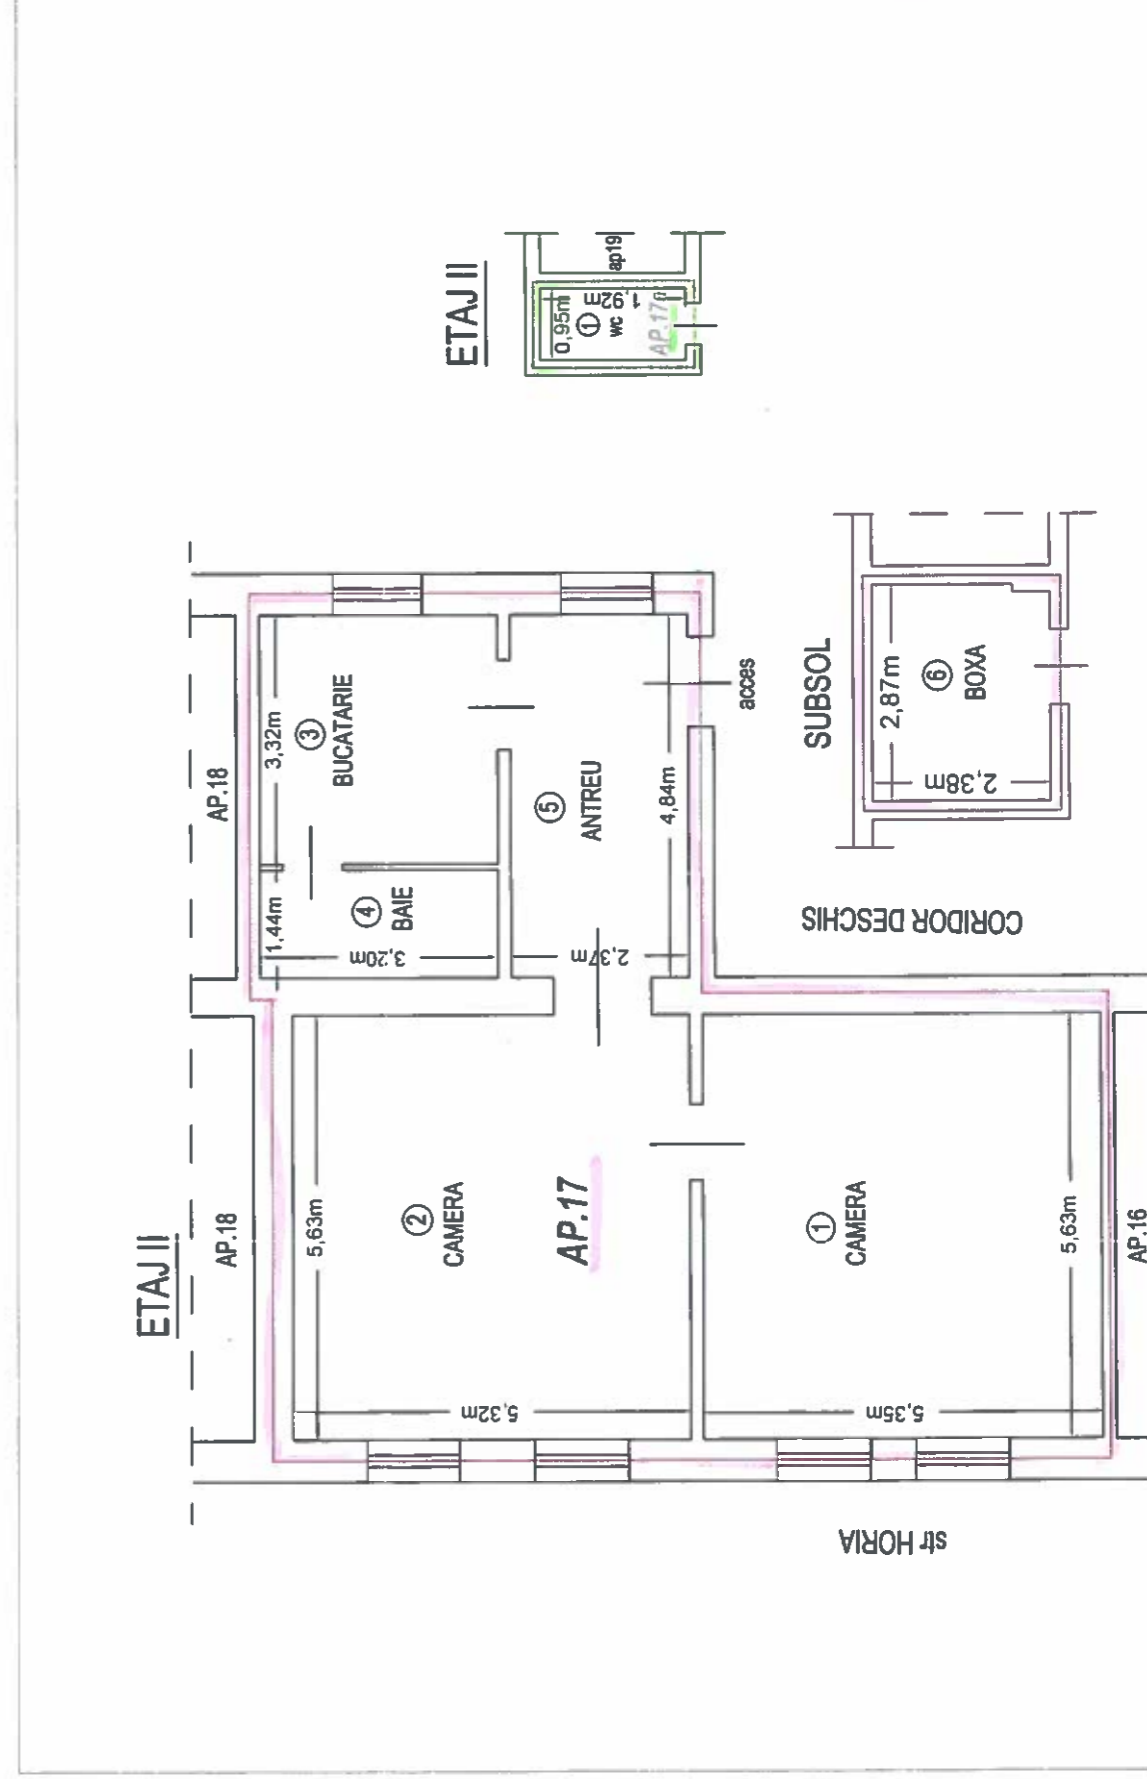 ETAJ II
AP.18
AP.18
5,63m
2
CAMERA
AP.17
5,32m
1
CAMERA
5,35m
5,63m
AP.16
str HORIA
3,32m
3
BUCATARIE
1,44m
4
BAIE
3,20m
5
ANTREU
2,37m
4,84m
acces
CORIDOR DESCHIS
SUBSOL
2,87m
6
BOXA
2,38m
ETAJ II
0,95m
1
wc
1,92m
AP.17
ap19